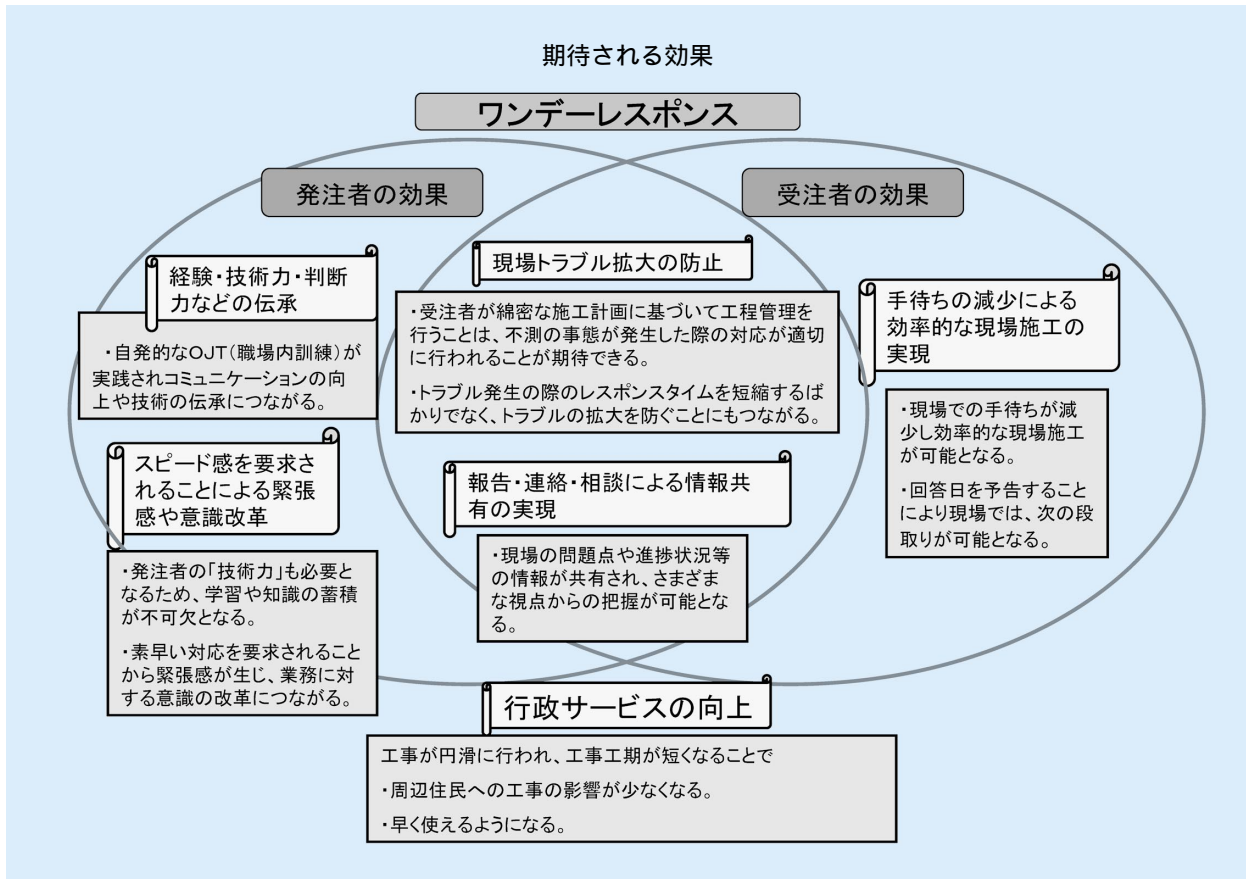 期待される効果
ワンデーレスポンス
発注者の効果
受注者の効果
経験・技術力・判断
力などの伝承
・自発的なOJT(職場内訓練)が
実践されコミュニケーションの向
上や技術の伝承につながる。
スピード感を要求さ
れることによる緊張
感や意識改革
・発注者の「技術力」も必要と
なるため、学習や知識の蓄積
が不可欠となる。
・素早い対応を要求されること
から緊張感が生じ、業務に対
する意識の改革につながる。
現場トラブル拡大の防止
・受注者が綿密な施工計画に基づいて工程管理を
行うことは、不測の事態が発生した際の対応が適切
に行われることが期待できる。
・トラブル発生の際のレスポンスタイムを短縮するば
かりでなく、トラブルの拡大を防ぐことにもつながる。
報告・連絡・相談による情報共
有の実現
・現場の問題点や進捗状況等
の情報が共有され、さまざま
な視点からの把握が可能とな
る。
手待ちの減少による
効率的な現場施工の
実現
・現場での手待ちが減
少し効率的な現場施工
が可能となる。
・回答日を予告すること
により現場では、次の段
取りが可能となる。
行政サービスの向上
工事が円滑に行われ、工事工期が短くなることで
・周辺住民への工事の影響が少なくなる。
・早く使えるようになる。